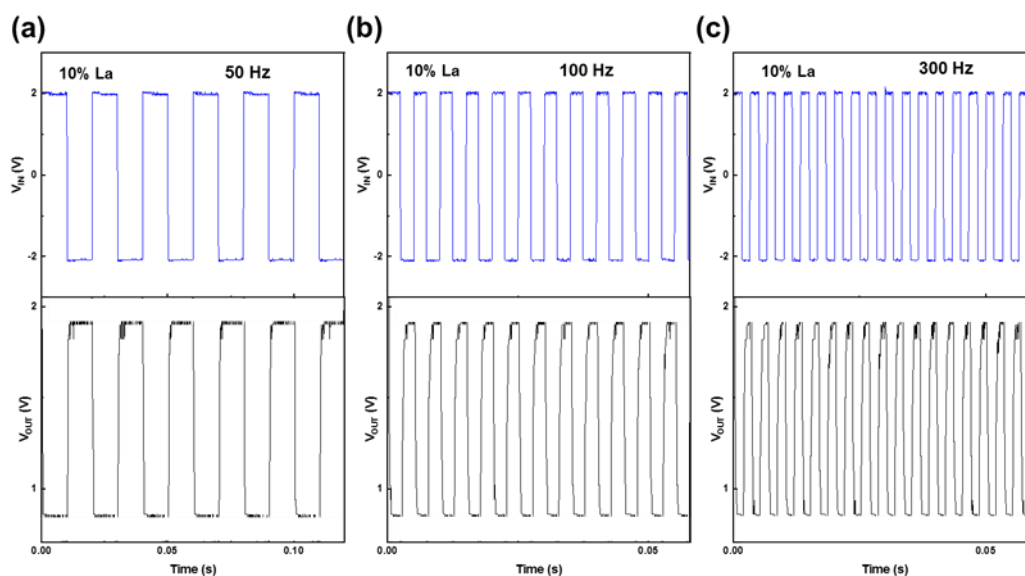 (a)
10% La 50 Hz
2
0
-2
V_IN (V)
2
1
V_OUT (V)
0.00 0.05 0.10
Time (s)
(b)
10% La 100 Hz
2
0
-2
V_IN (V)
2
1
V_OUT (V)
0.00 0.05
Time (s)
(c)
10% La 300 Hz
2
0
-2
V_IN (V)
2
1
V_OUT (V)
0.00 0.05
Time (s)